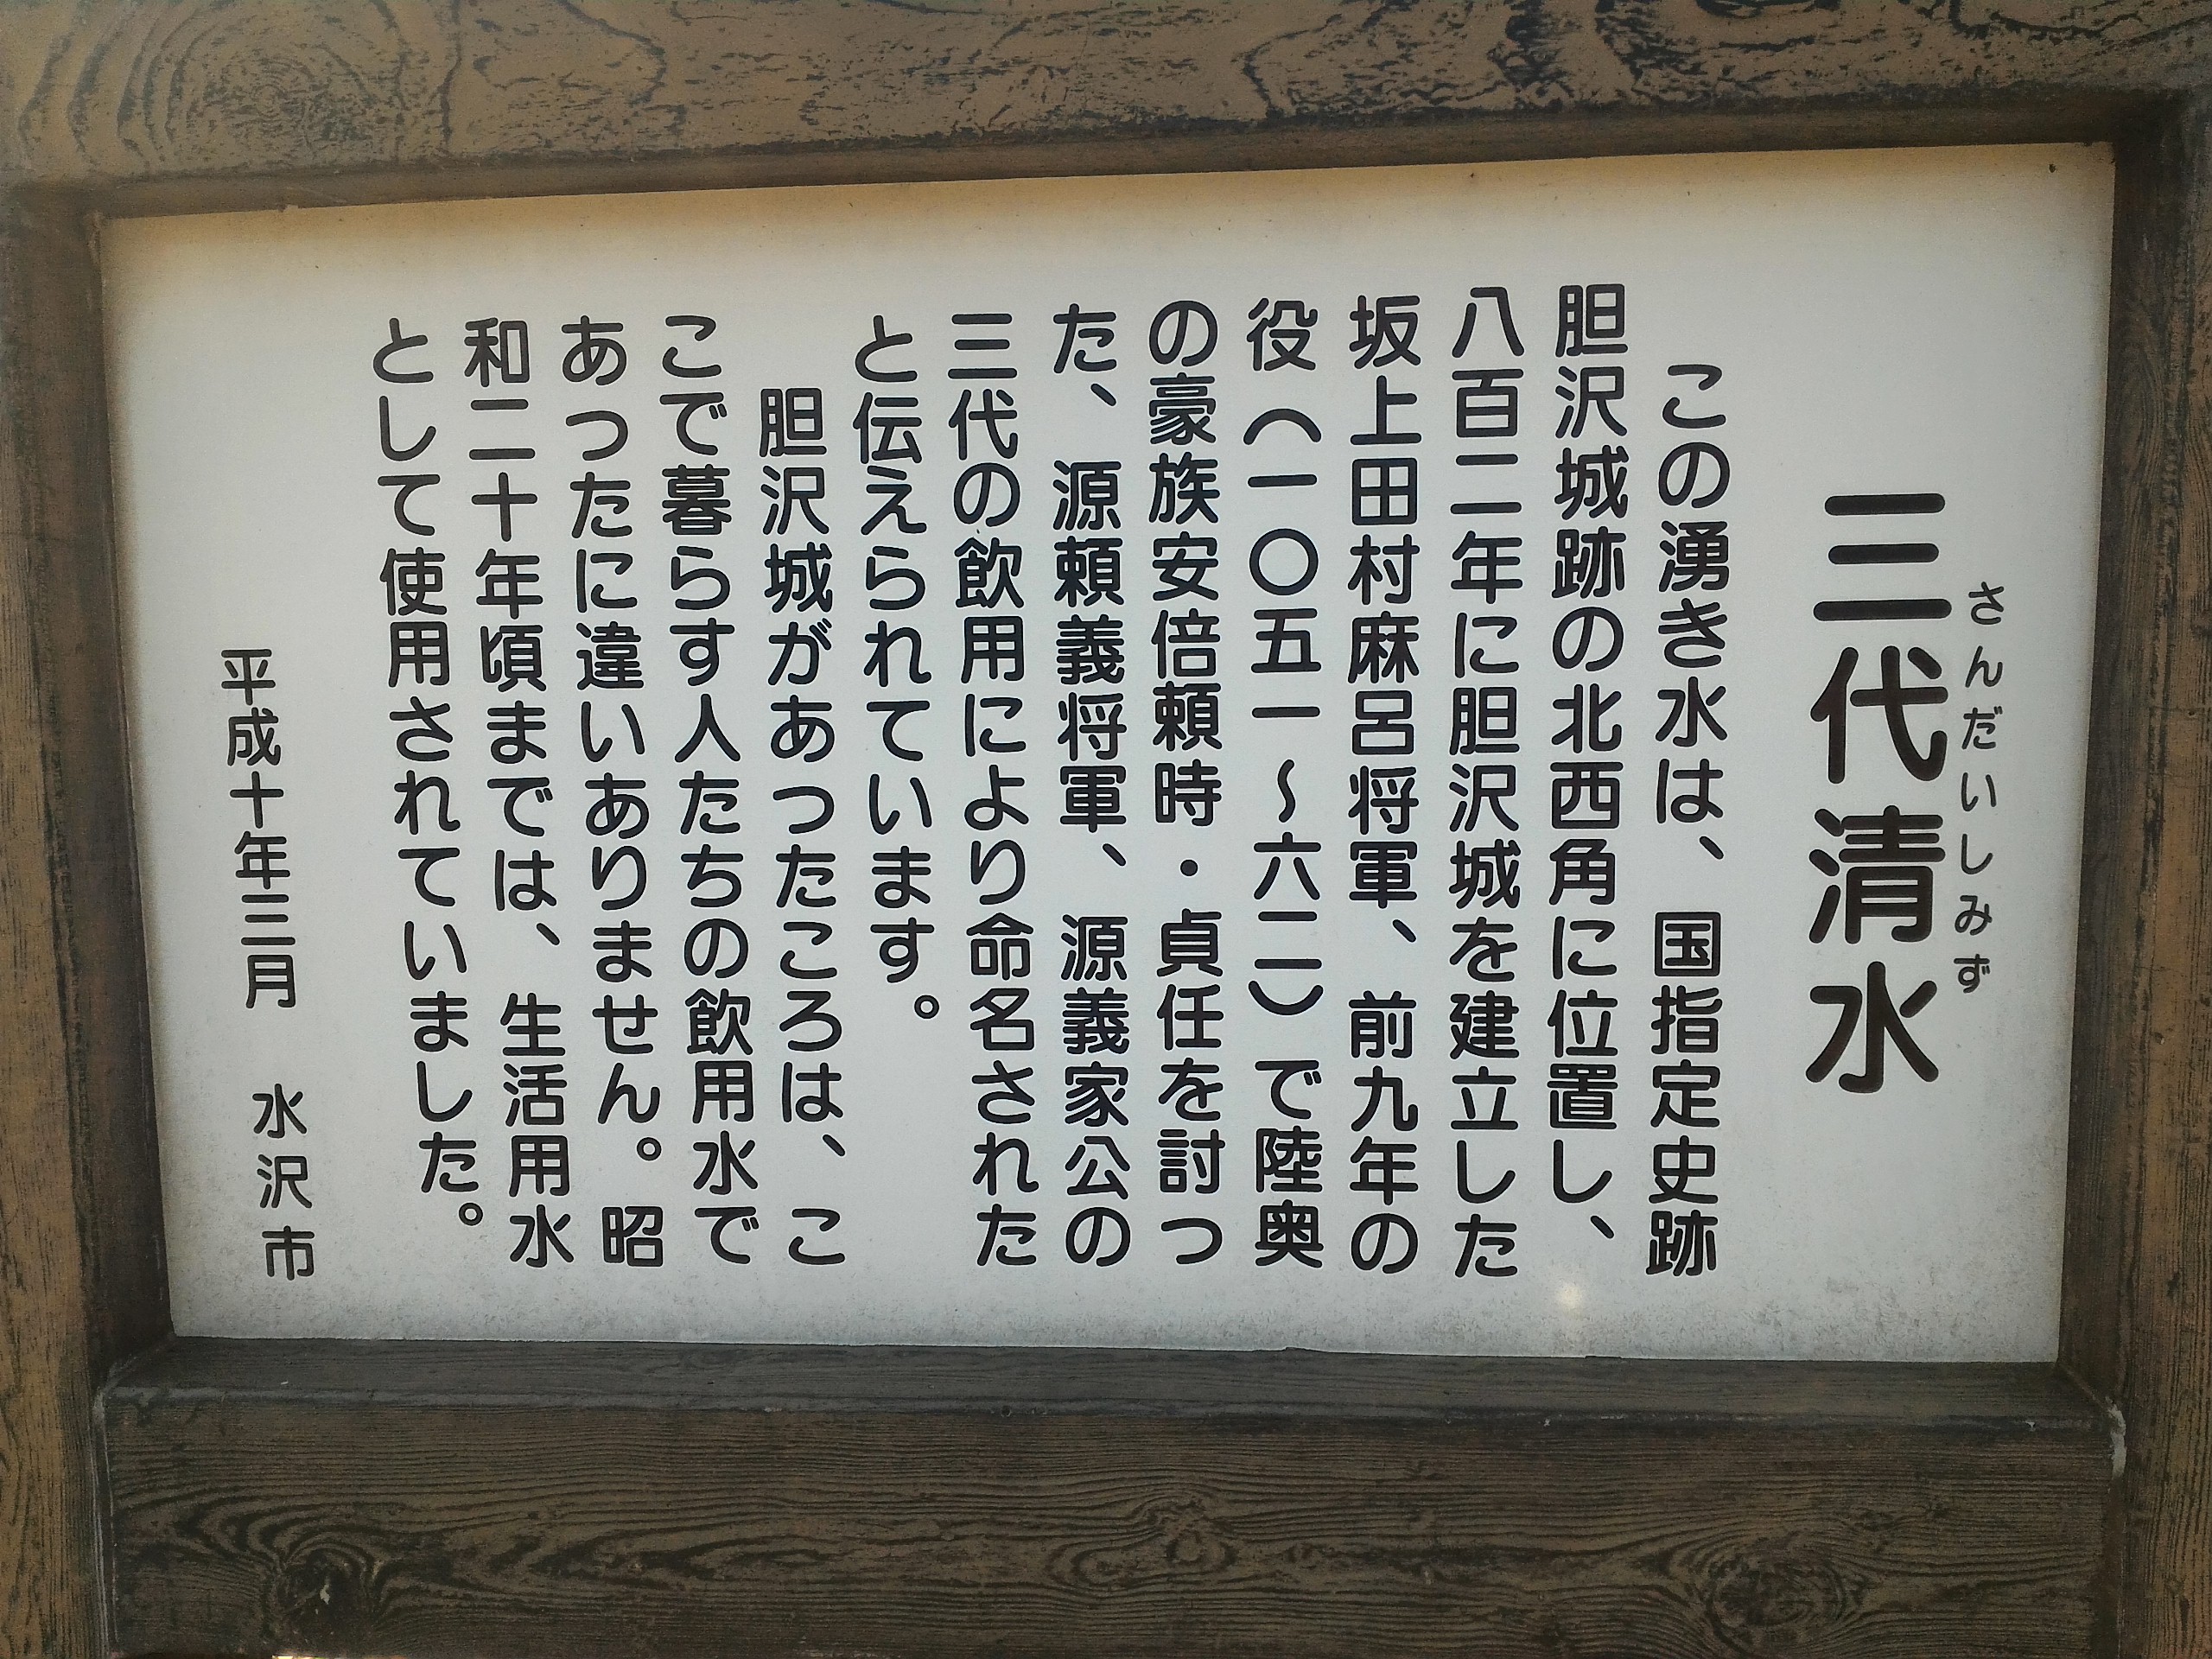 三代清水
さんだいしみず
この湧き水は、国指定史跡
胆沢城跡の北西角に位置し、
八百二年に胆沢城を建立した
坂上田村麻呂将軍、前九年の
役(一〇五一～六二)で陸奥
の豪族安倍頼時・貞任を討つ
た、源頼義将軍、源義家公の
三代の飲用により命名された
と伝えられています。
胆沢城があつたころは、こ
こで暮らす人たちの飲用水で
あつたに違いありません。昭
和二十年頃までは、生活用水
として使用されていました。
平成十年三月 水沢市